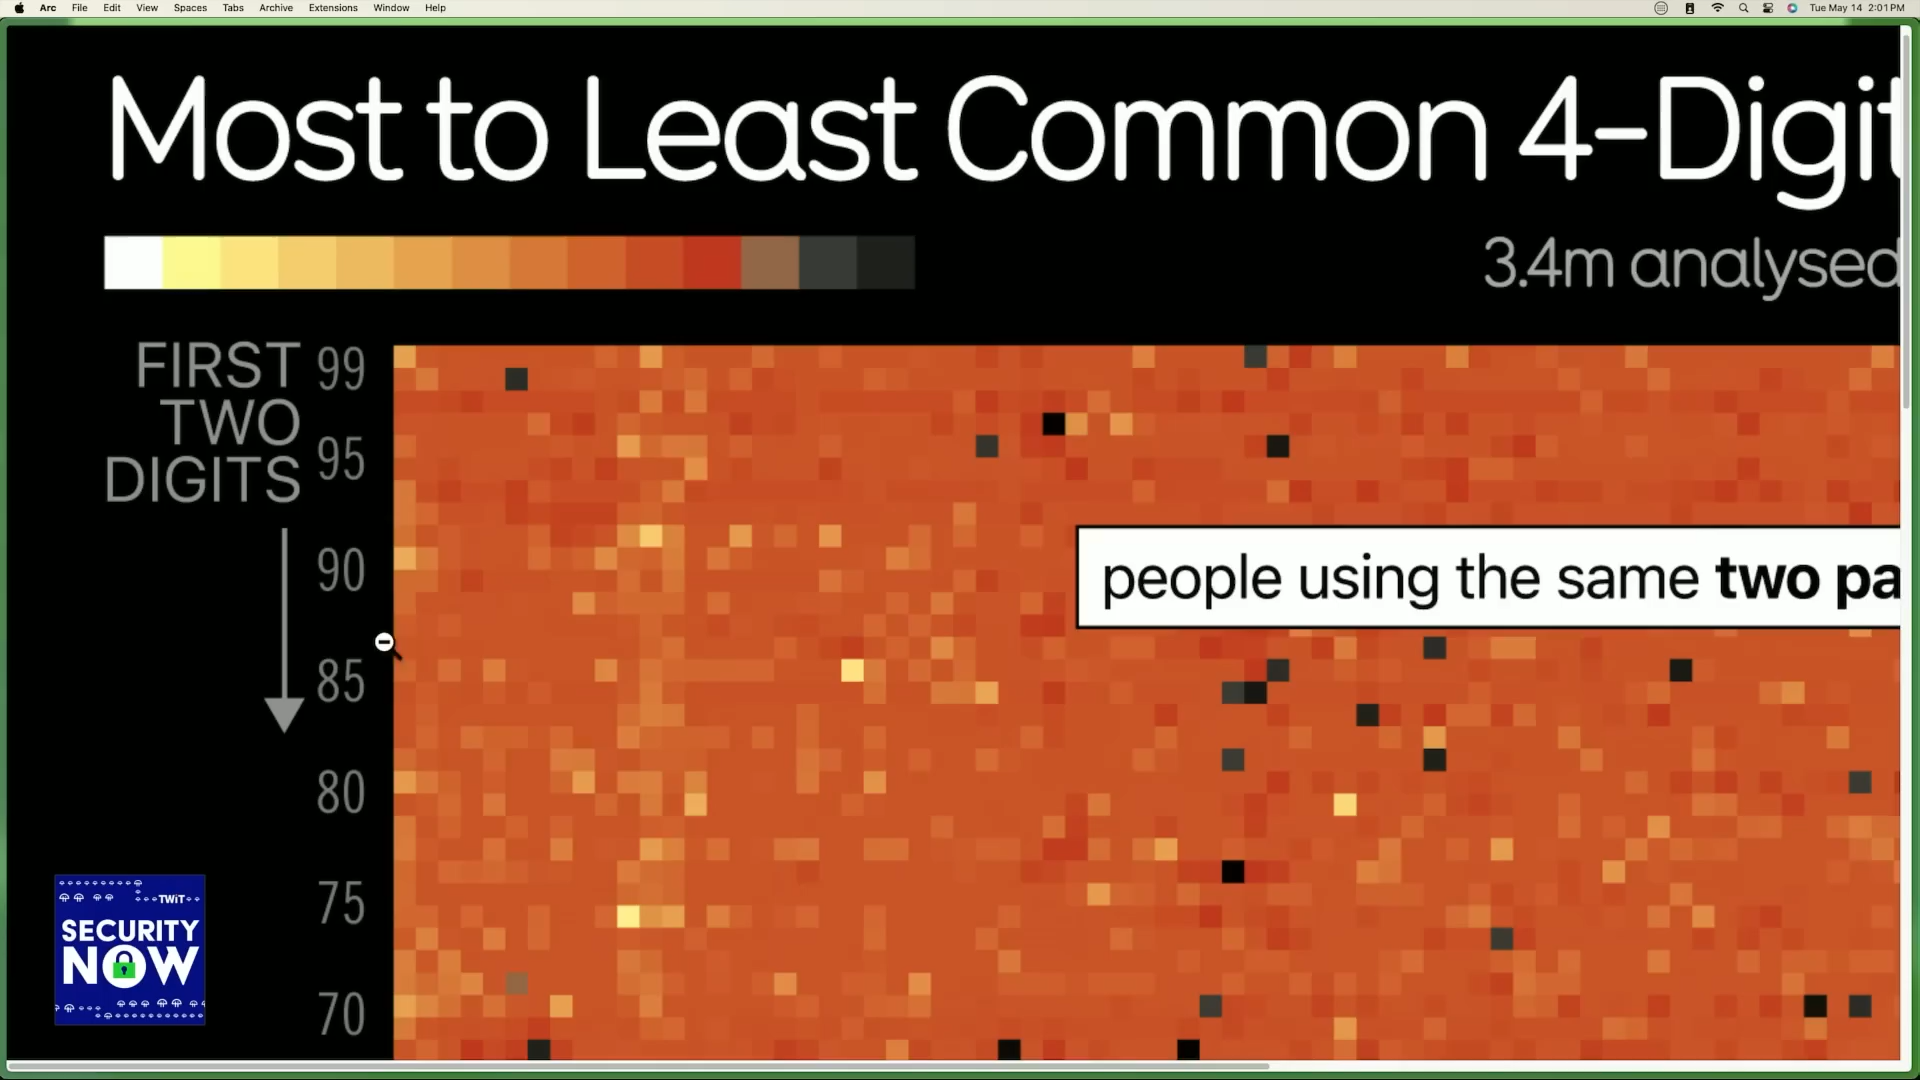 Arc File Edit View Spaces Tabs Archive Extensions Window Help Tue May 14 2:01 PM
Most to Least Common 4-Digit
3.4m analysed
FIRST
TWO
DIGITS
99
95
90
85
80
75
70
people using the same two pa
TWiT
SECURITY
NOW